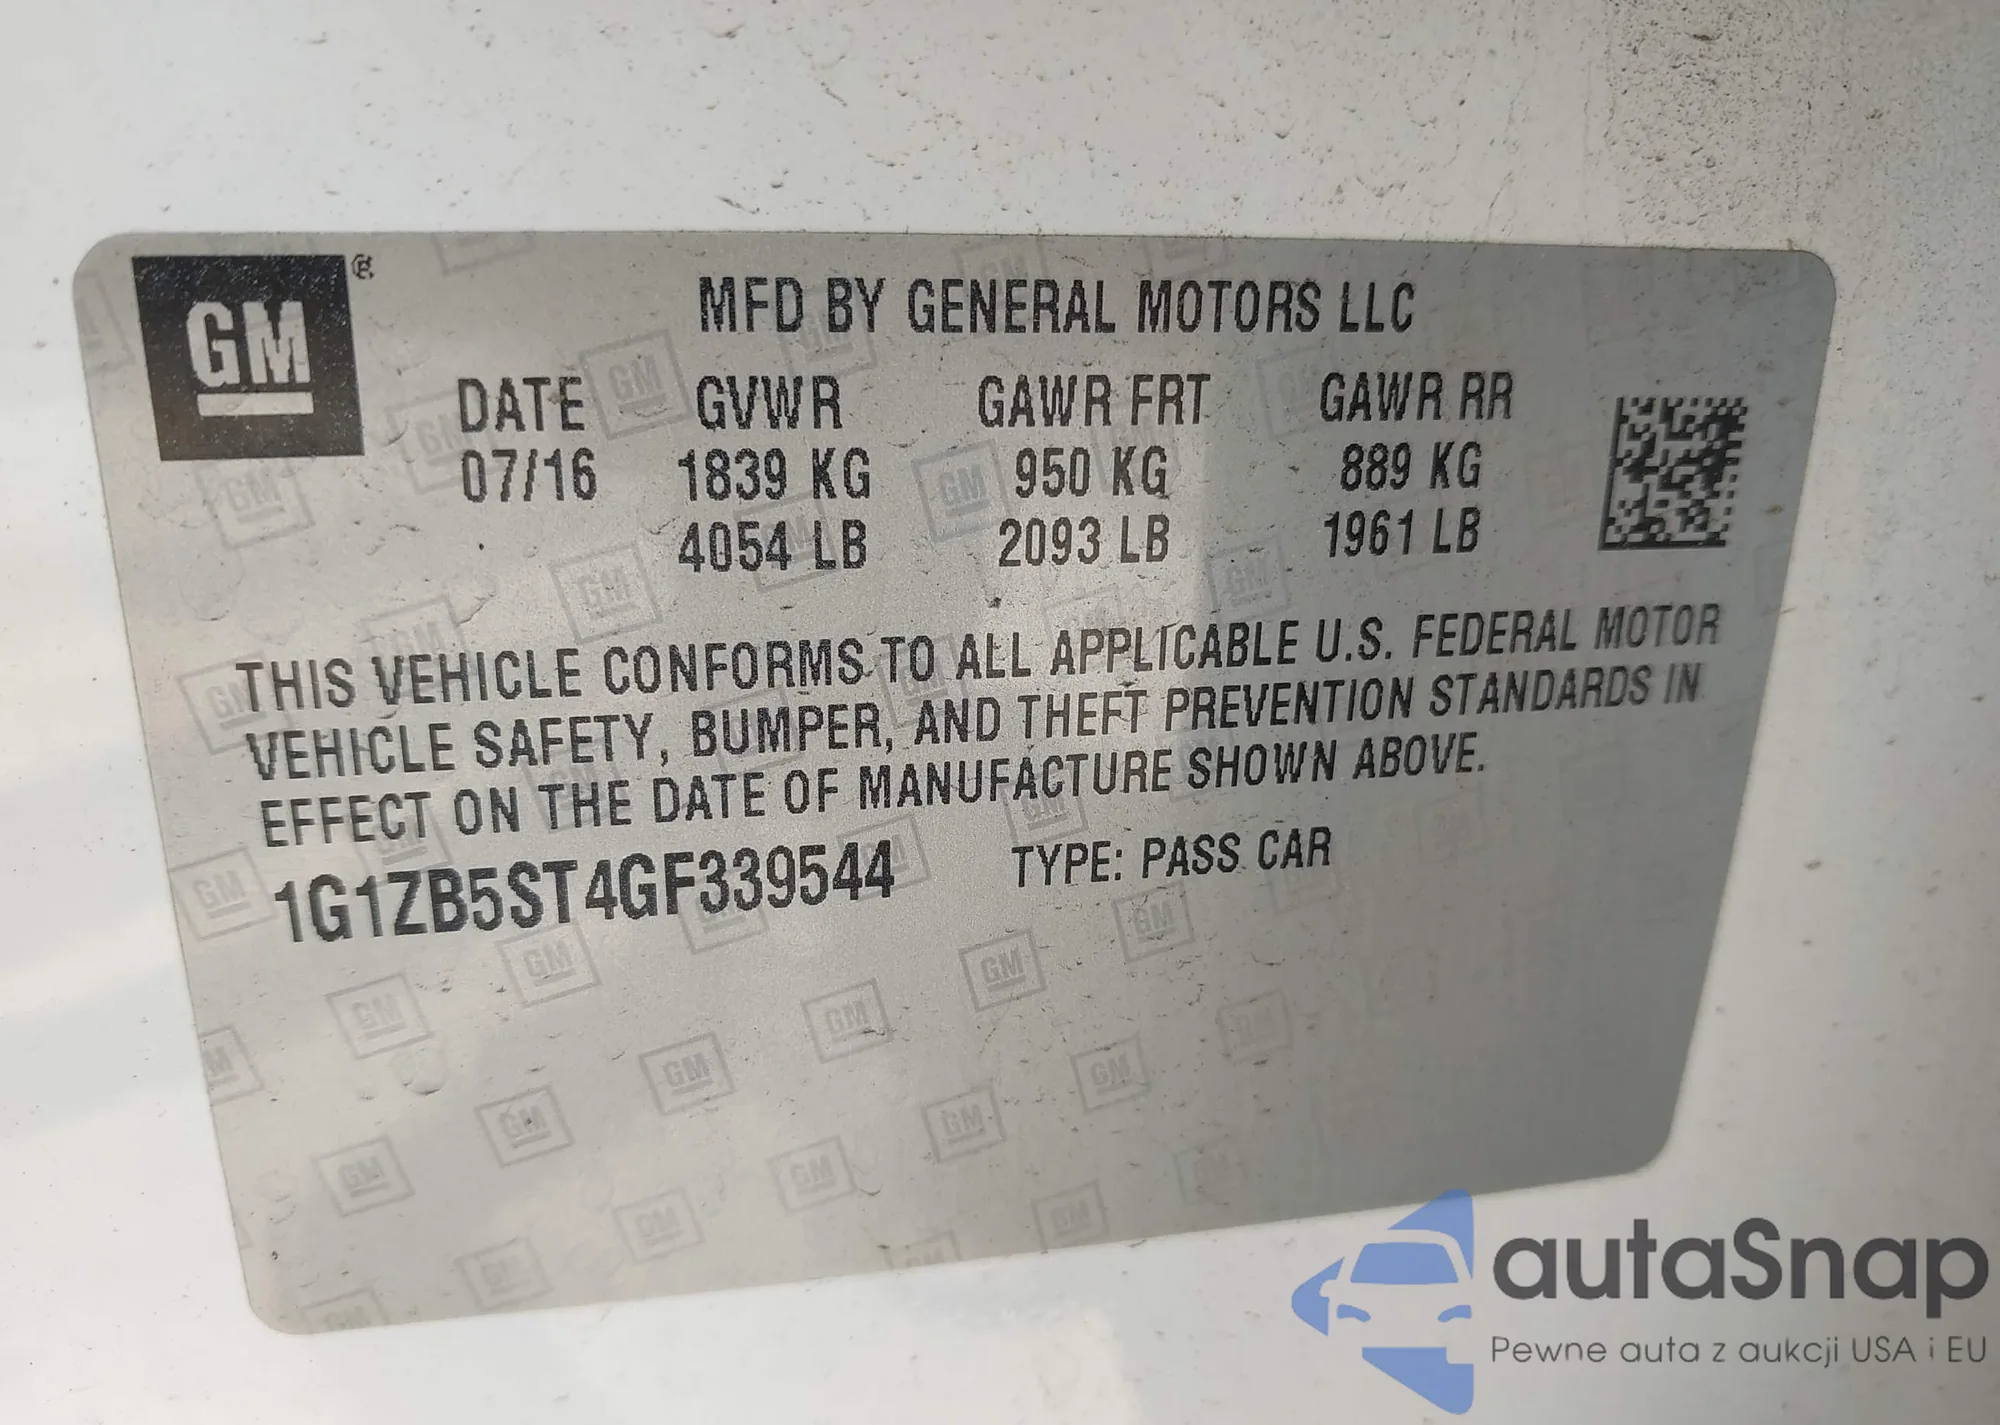 GM
MFD BY GENERAL MOTORS LLC
DATE GVWR GAWR FRT GAWR RR
07/16 1839 KG 950 KG 889 KG
4054 LB 2093 LB 1961 LB
THIS VEHICLE CONFORMS TO ALL APPLICABLE U.S. FEDERAL MOTOR
VEHICLE SAFETY, BUMPER, AND THEFT PREVENTION STANDARDS IN
EFFECT ON THE DATE OF MANUFACTURE SHOWN ABOVE.
1G1ZB5ST4GF339544 TYPE: PASS CAR
autaSnap
Pewne auta z aukcji USA i EU